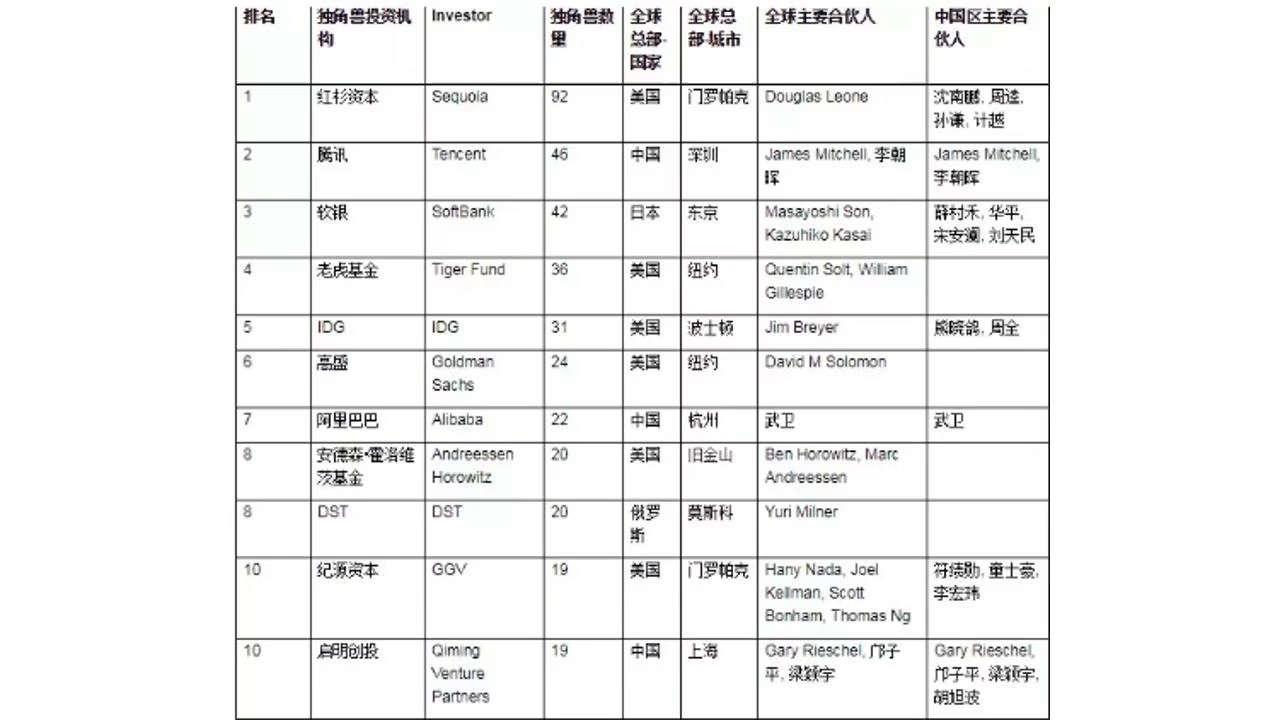 排名 独角兽投资机构 Investor 独角兽数量 全球总部-国家 全球总部-城市 全球主要合伙人 中国区主要合伙人
1 红杉资本 Sequoia 92 美国 门罗帕克 Douglas Leone 沈南鹏, 周逵, 孙谦, 计越
2 腾讯 Tencent 46 中国 深圳 James Mitchell, 李朝晖 James Mitchell, 李朝晖
3 软银 SoftBank 42 日本 东京 Masayoshi Son, Kazuhiko Kasai 薛村禾, 华平, 宋安澜, 刘天民
4 老虎基金 Tiger Fund 36 美国 纽约 Quentin Solt, William Gillespie
5 IDG IDG 31 美国 波士顿 Jim Breyer 熊晓鸽, 周全
6 高盛 Goldman Sachs 24 美国 纽约 David M Solomon
7 阿里巴巴 Alibaba 22 中国 杭州 武卫 武卫
8 安德森•霍洛维茨基金 Andreessen Horowitz 20 美国 旧金山 Ben Horowitz, Marc Andreessen
8 DST DST 20 俄罗斯 莫斯科 Yuri Milner
10 纪源资本 GGV 19 美国 门罗帕克 Hany Nada, Joel Kellman, Scott Bonham, Thomas Ng 符绩勋, 童士豪, 李宏玮
10 启明创投 Qiming Venture Partners 19 中国 上海 Gary Rieschel, 邝子平, 梁颖宇 Gary Rieschel, 邝子平, 梁颖宇, 胡旭波